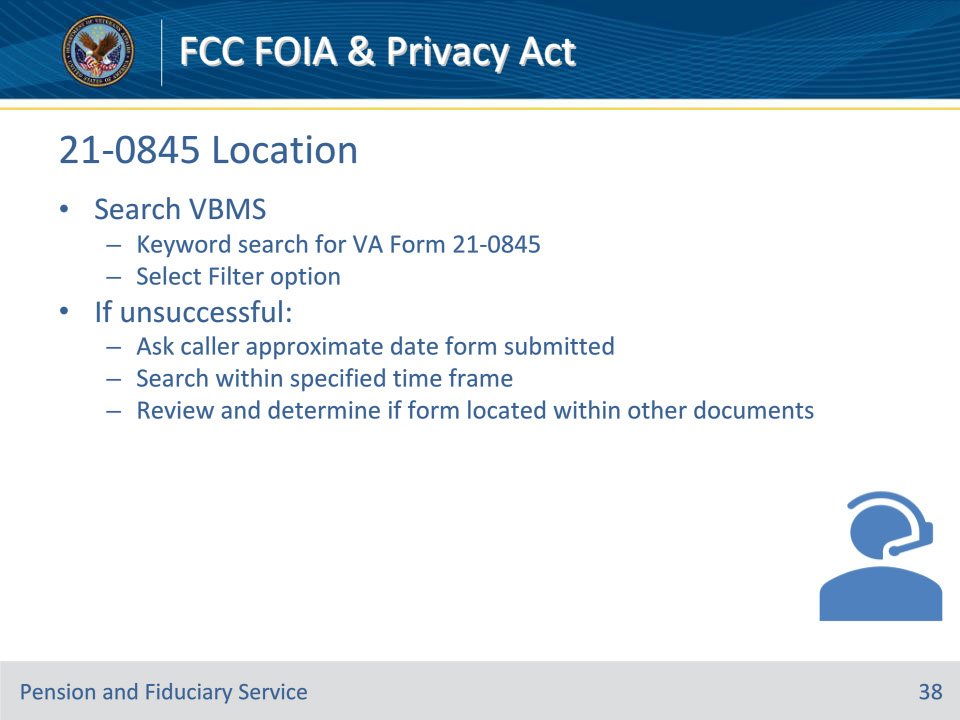 FCC FOIA & Privacy Act
21-0845 Location
• Search VBMS
– Keyword search for VA Form 21-0845
– Select Filter option
• If unsuccessful:
– Ask caller approximate date form submitted
– Search within specified time frame
– Review and determine if form located within other documents
Pension and Fiduciary Service
38